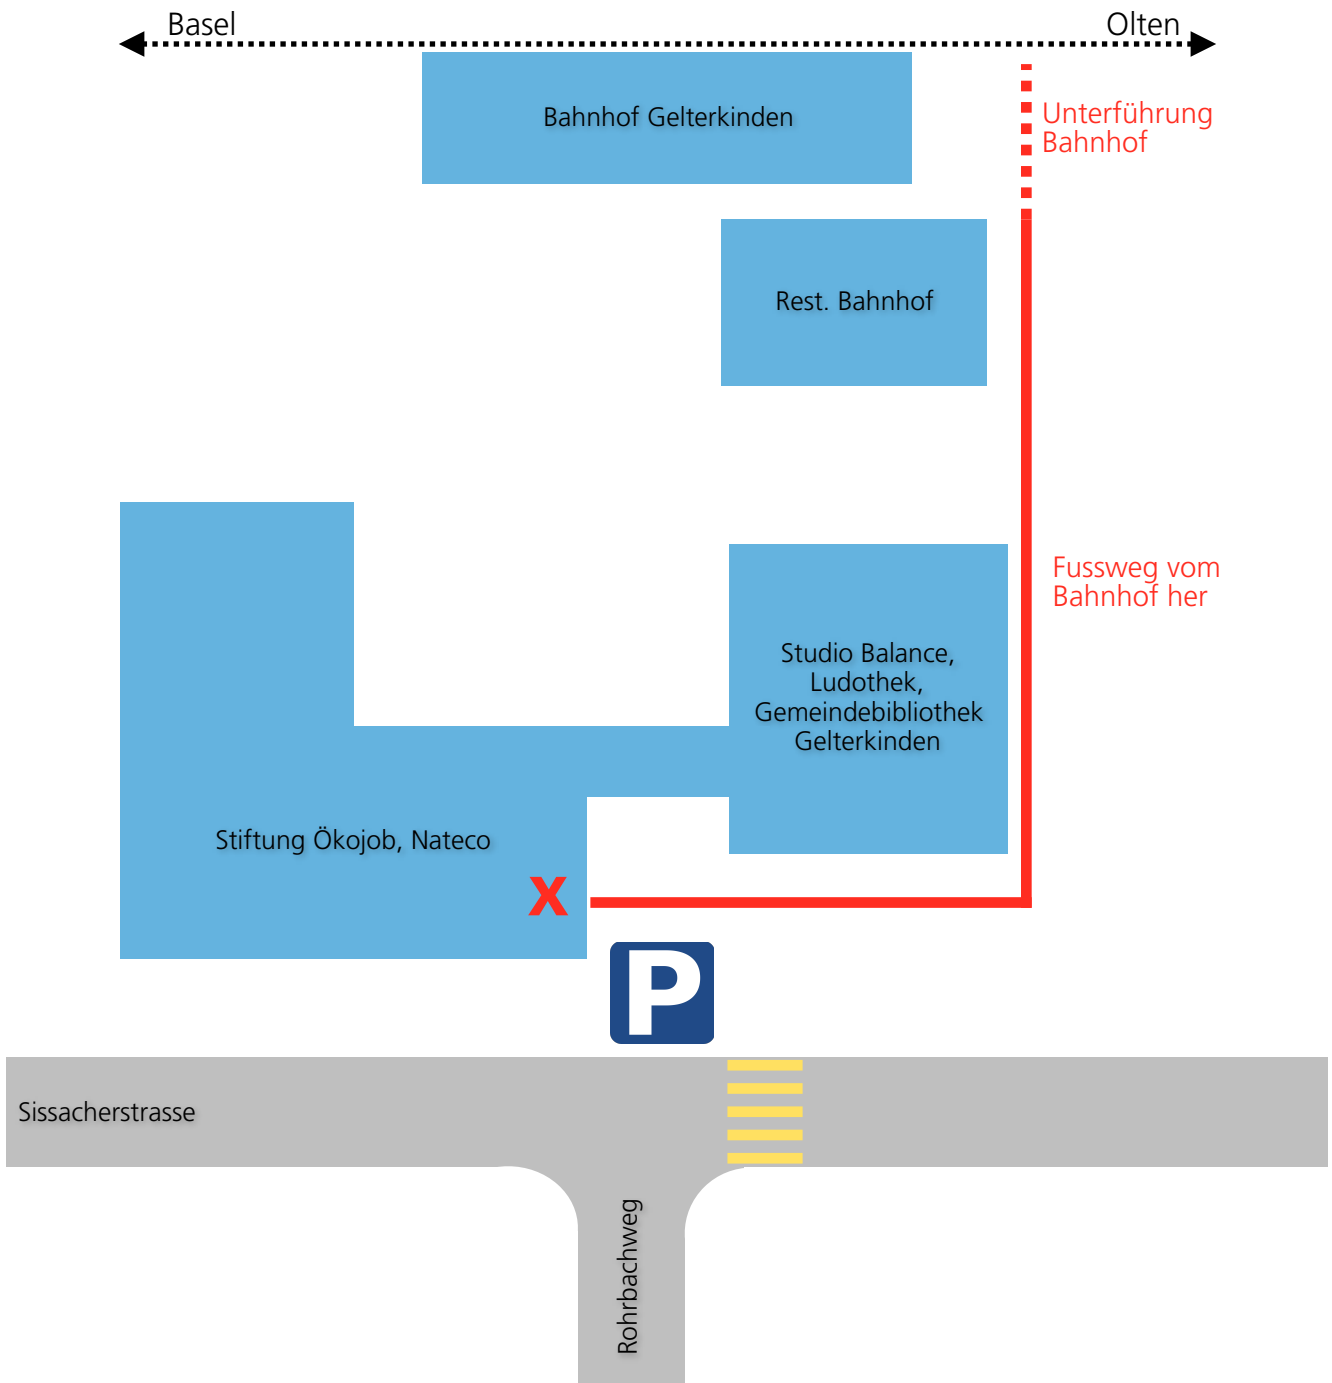 Basel
Olten
Bahnhof Gelterkinden
Unterführung
Bahnhof
Rest. Bahnhof
Fussweg vom
Bahnhof her
Studio Balance,
Ludothek,
Gemeindebibliothek
Gelterkinden
Stiftung Ökojob, Nateco
X
P
Sissacherstrasse
Rohrbachweg